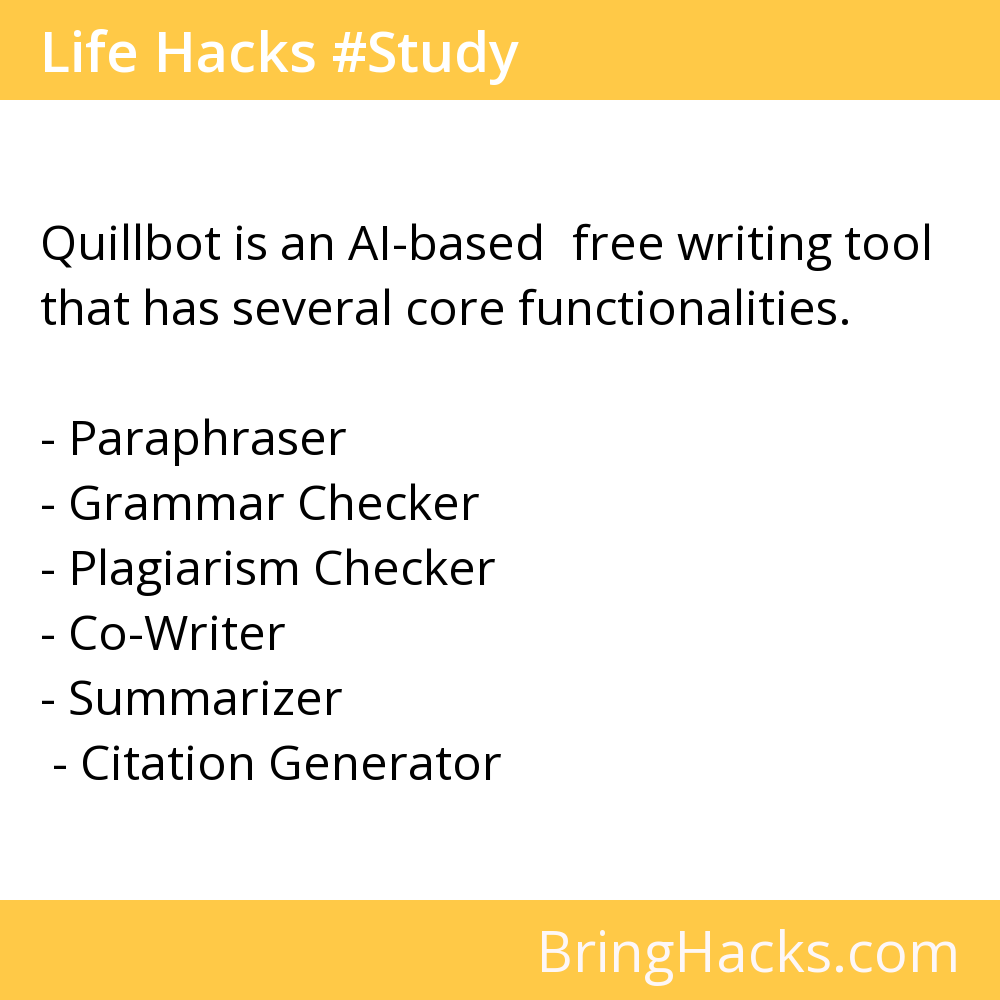 Life Hacks #Study
Quillbot is an AI-based  free writing tool
that has several core functionalities.
- Paraphraser
- Grammar Checker
- Plagiarism Checker
- Co-Writer
- Summarizer
- Citation Generator
BringHacks.com